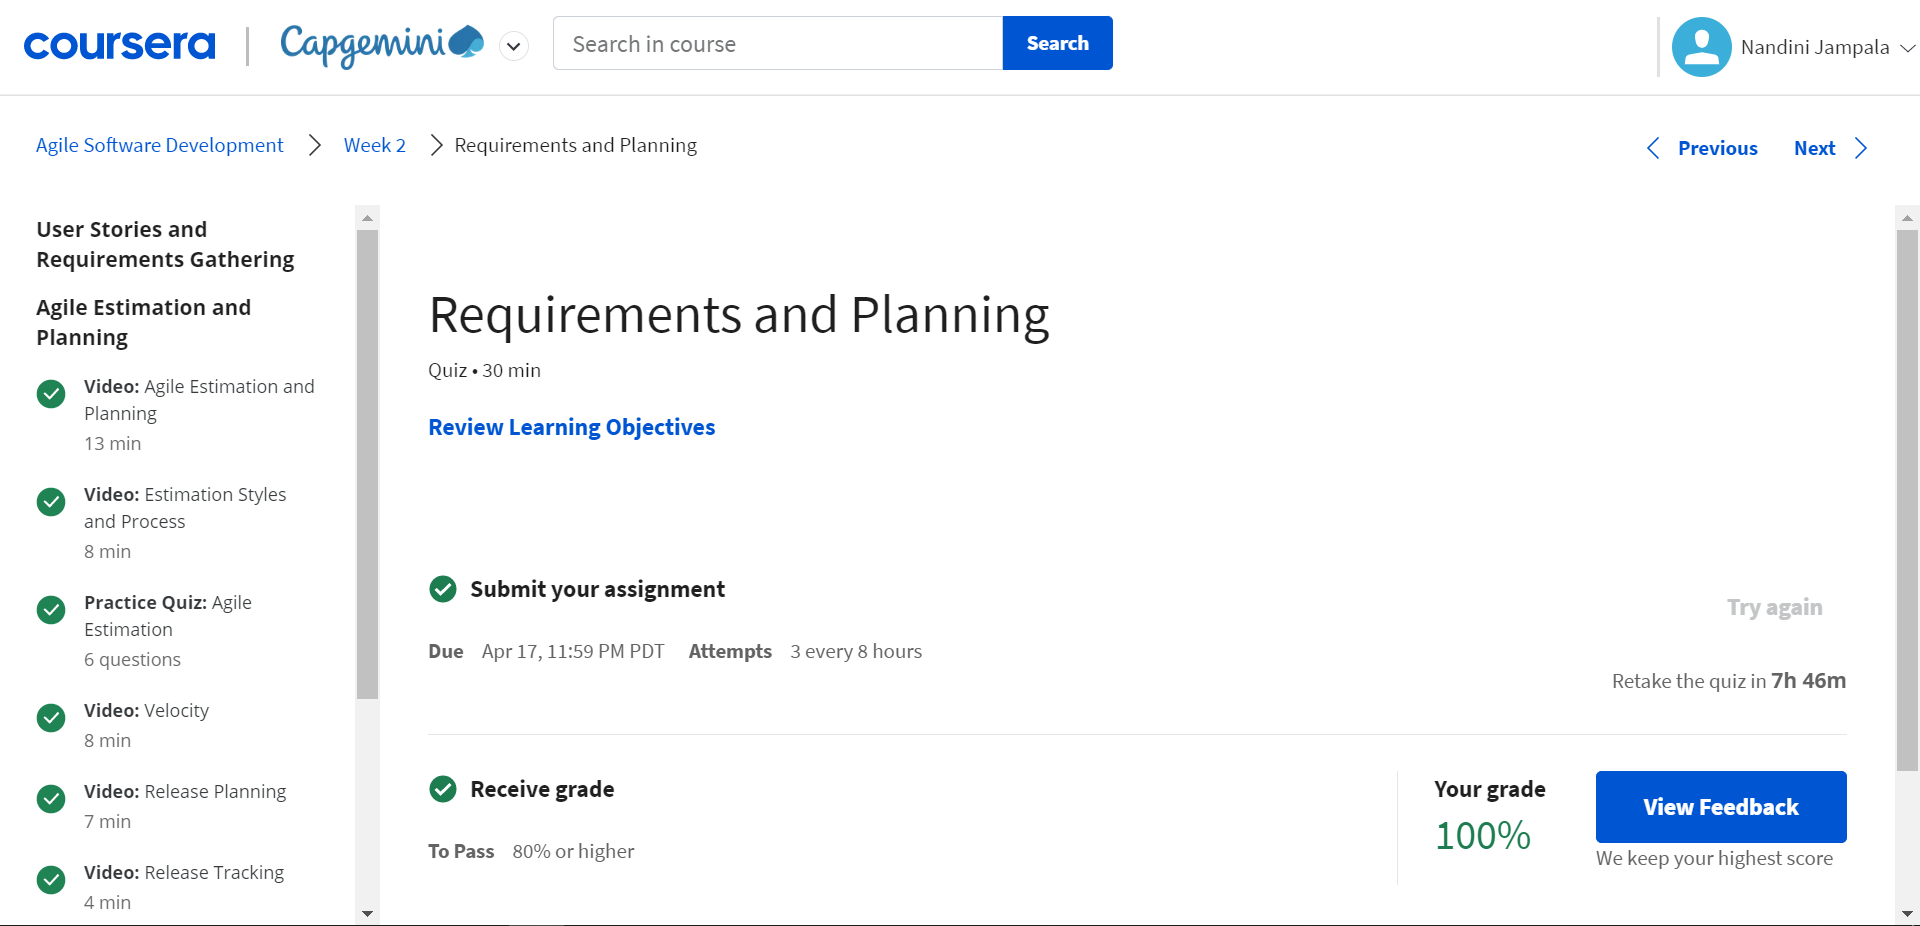 coursera
Capgemini
Search in course
Search
Nandini Jampala
Agile Software Development
Week 2
Requirements and Planning
Previous
Next
User Stories and
Requirements Gathering
Agile Estimation and
Planning
Video: Agile Estimation and
Planning
13 min
Video: Estimation Styles
and Process
8 min
Practice Quiz: Agile
Estimation
6 questions
Video: Velocity
8 min
Video: Release Planning
7 min
Video: Release Tracking
4 min
Requirements and Planning
Quiz • 30 min
Review Learning Objectives
Submit your assignment
Due Apr 17, 11:59 PM PDT Attempts 3 every 8 hours
Try again
Retake the quiz in 7h 46m
Receive grade
To Pass 80% or higher
Your grade
100%
View Feedback
We keep your highest score